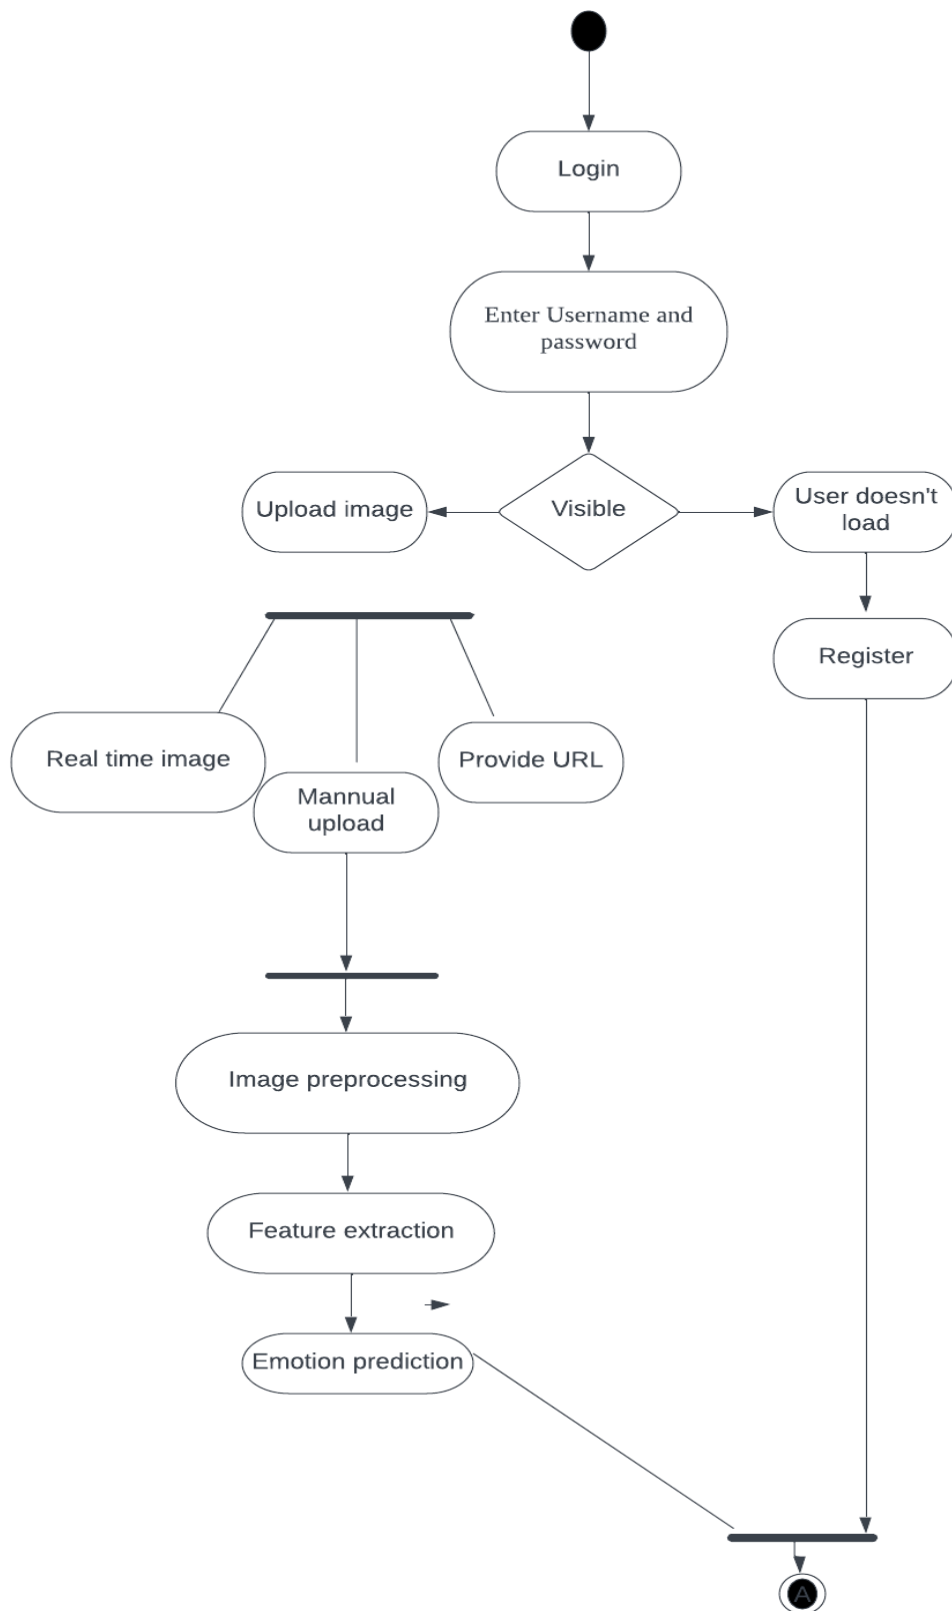 Login
Enter Username and
password
Upload image
Visible
User doesn't
load
Register
Real time image
Mannual
upload
Provide URL
Image preprocessing
Feature extraction
Emotion prediction
A